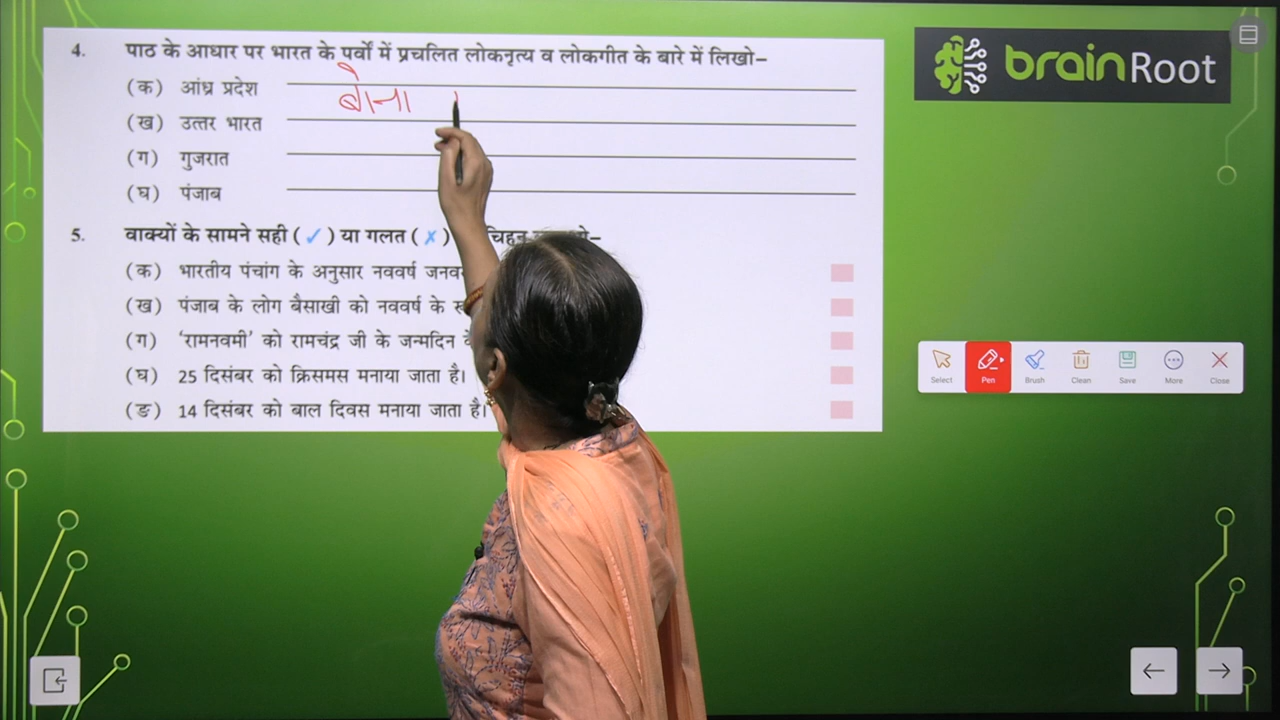 4. पाठ के आधार पर भारत के पर्वों में प्रचलित लोकनृत्य व लोकगीत के बारे में लिखो–
(क) आंध्र प्रदेश बोना
(ख) उत्तर भारत
(ग) गुजरात
(घ) पंजाब
5. वाक्यों के सामने सही (✓) या गलत (✗)
(क) भारतीय पंचांग के अनुसार नववर्ष
(ख) पंजाब के लोग बैसाखी को नववर्ष के
(ग) 'रामनवमी' को रामचंद्र जी के जन्मदिन
(घ) 25 दिसंबर को क्रिसमस मनाया जाता है।
(ङ) 14 दिसंबर को बाल दिवस मनाया जाता है।
brainRoot
Select Pen Brush Clean Save More Close